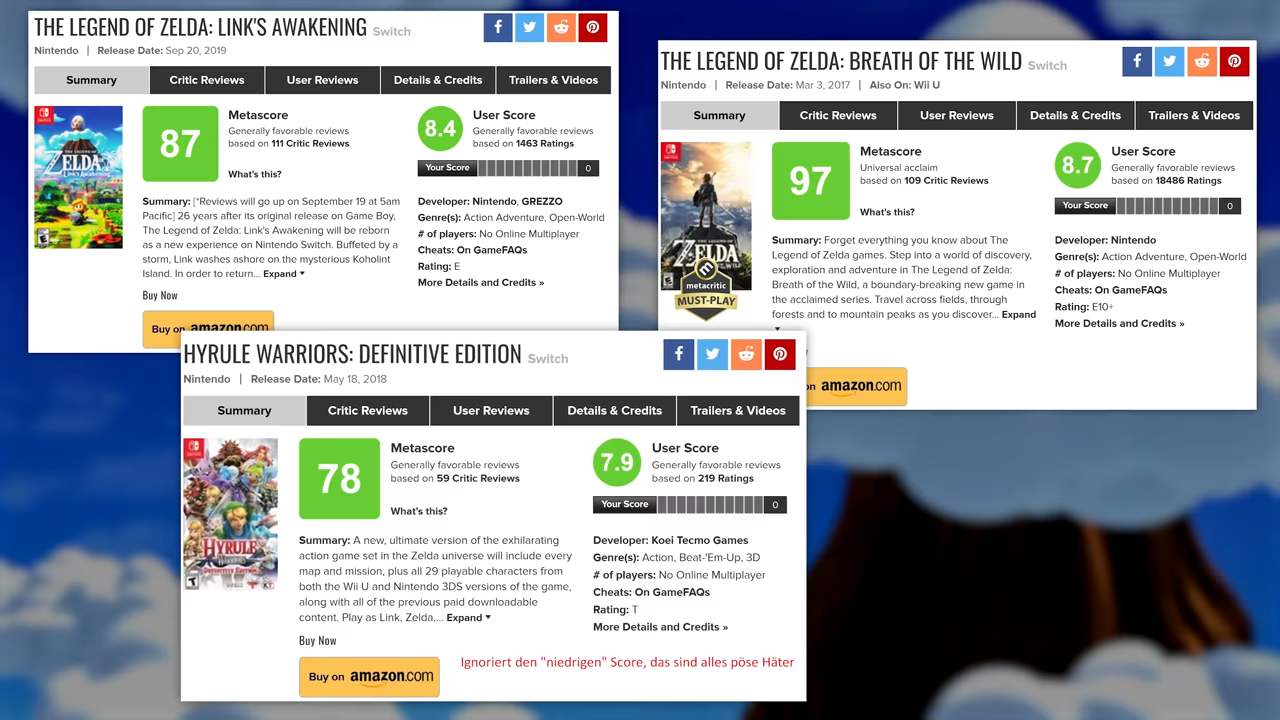 THE LEGEND OF ZELDA: LINK'S AWAKENING Switch
Nintendo | Release Date: Sep 20, 2019
Summary Critic Reviews User Reviews Details & Credits Trailers & Videos
ZELDA
Link's Awakening
87
Metascore
Generally favorable reviews
based on 111 Critic Reviews
What's this?
8.4
User Score
Generally favorable reviews
based on 1463 Ratings
Your Score 0
Summary: [*Reviews will go up on September 19 at 5am
Pacific] 26 years after its original release on Game Boy,
The Legend of Zelda: Link's Awakening will be reborn
as a new experience on Nintendo Switch. Buffeted by a
storm, Link washes ashore on the mysterious Koholint
Island. In order to return... Expand
Developer: Nintendo, GREZZO
Genre(s): Action Adventure, Open-World
# of players: No Online Multiplayer
Cheats: On GameFAQs
Rating: E
More Details and Credits »
Buy Now
Buy on amazon.com
THE LEGEND OF ZELDA: BREATH OF THE WILD Switch
Nintendo | Release Date: Mar 3, 2017 | Also On: Wii U
Summary Critic Reviews User Reviews Details & Credits Trailers & Videos
ZELDA
metacritic
MUST-PLAY
97
Metascore
Universal acclaim
based on 109 Critic Reviews
What's this?
8.7
User Score
Generally favorable reviews
based on 18486 Ratings
Your Score 0
Summary: Forget everything you know about The
Legend of Zelda games. Step into a world of discovery,
exploration and adventure in The Legend of Zelda:
Breath of the Wild, a boundary-breaking new game in
the acclaimed series. Travel across fields, through
forests and to mountain peaks as you discover... Expand
Developer: Nintendo
Genre(s): Action Adventure, Open-World
# of players: No Online Multiplayer
Cheats: On GameFAQs
Rating: E10+
More Details and Credits »
on amazon.com
HYRULE WARRIORS: DEFINITIVE EDITION Switch
Nintendo | Release Date: May 18, 2018
Summary Critic Reviews User Reviews Details & Credits Trailers & Videos
HYRULE
WARRIORS
DEFINITIVE EDITION
78
Metascore
Generally favorable reviews
based on 59 Critic Reviews
What's this?
7.9
User Score
Generally favorable reviews
based on 219 Ratings
Your Score 0
Summary: A new, ultimate version of the exhilarating
action game set in the Zelda universe will include every
map and mission, plus all 29 playable characters from
both the Wii U and Nintendo 3DS versions of the game,
along with all of the previous paid downloadable
content. Play as Link, Zelda,... Expand
Developer: Koei Tecmo Games
Genre(s): Action, Beat-'Em-Up, 3D
# of players: No Online Multiplayer
Cheats: On GameFAQs
Rating: T
More Details and Credits »
Buy Now
Buy on amazon.com
Ignoriert den "niedrigen" Score, das sind alles pöse Häter